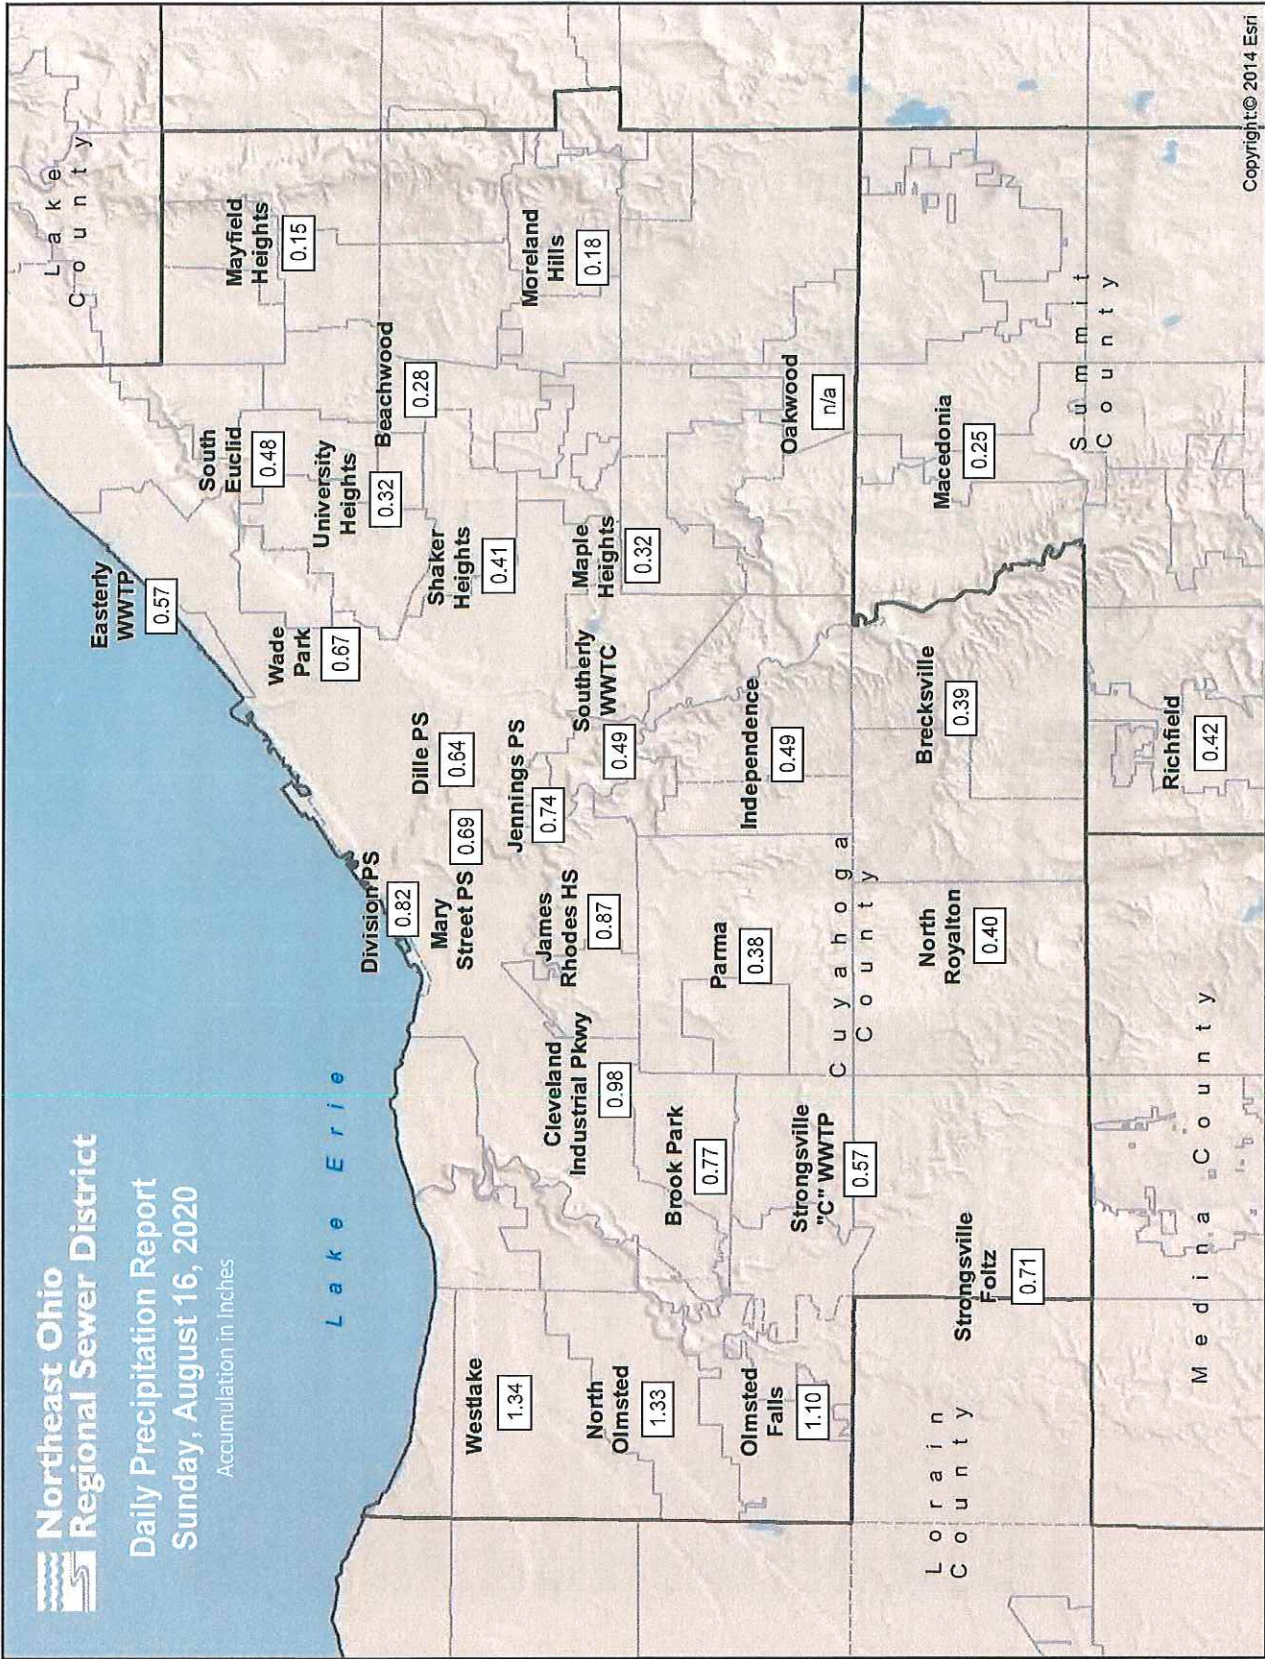 Northeast Ohio
Regional Sewer District
Daily Precipitation Report
Sunday, August 16, 2020
Accumulation in Inches
Lake Erie
Lake
County
Easterly
WWTP
0.57
South
Euclid
0.48
Mayfield
Heights
0.15
Wade
Park
0.67
University
Heights
0.32
Beachwood
0.28
Division PS
0.82
Dille PS
0.64
Mary
Street PS
0.69
Shaker
Heights
0.41
Westlake
1.34
Jennings PS
0.74
Moreland
Hills
0.18
Cleveland
Industrial Pkwy
0.98
James
Rhodes HS
0.87
Southerly
WWTC
0.49
Maple
Heights
0.32
North
Olmsted
1.33
Brook Park
0.77
Parma
0.38
Independence
0.49
Oakwood
n/a
Olmsted
Falls
1.10
Strongsville
"C" WWTP
0.57
Cuyahoga
County
Lorain
County
Strongsville
Foltz
0.71
North
Royalton
0.40
Brecksville
0.39
Macedonia
0.25
Summit
County
Medina County
Richfield
0.42
Copyright:© 2014 Esri